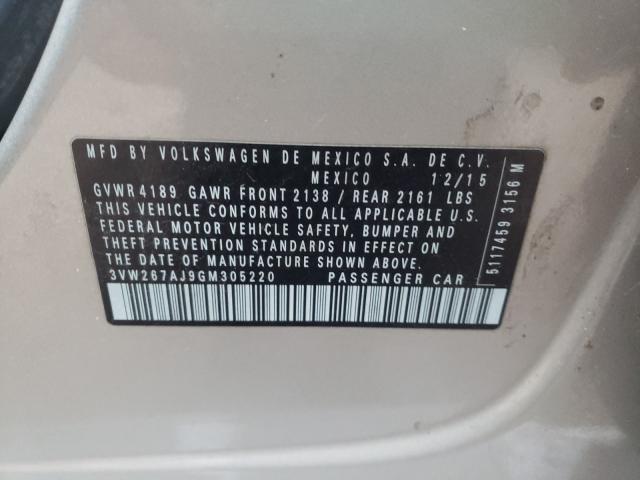 MFD BY VOLKSWAGEN DE MEXICO S.A. DE C.V.
MEXICO 12/15
GVWR 4189 GAWR FRONT 2138 / REAR 2161 LBS
THIS VEHICLE CONFORMS TO ALL APPLICABLE U.S.
FEDERAL MOTOR VEHICLE SAFETY, BUMPER AND
THEFT PREVENTION STANDARDS IN EFFECT ON
THE DATE OF MANUFACTURE SHOWN ABOVE.
3VW267AJ9GM305220 PASSENGER CAR
5117459 3156 M